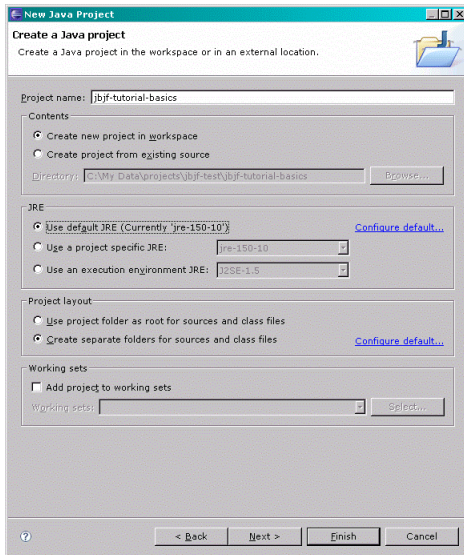 New Java Project
Create a Java project
Create a Java project in the workspace or in an external location.
Project name: jbjf-tutorial-basics
Contents
Create new project in workspace
Create project from existing source
Directory: C:\My Data\projects\jbjf-test\jbjf-tutorial-basics Browse...
JRE
Use default JRE (Currently 'jre-150-10') Configure default...
Use a project specific JRE: jre-150-10
Use an execution environment JRE: J2SE-1.5
Project layout
Use project folder as root for sources and class files
Create separate folders for sources and class files Configure default...
Working sets
Add project to working sets
Working sets: Select...
? < Back Next > Finish Cancel